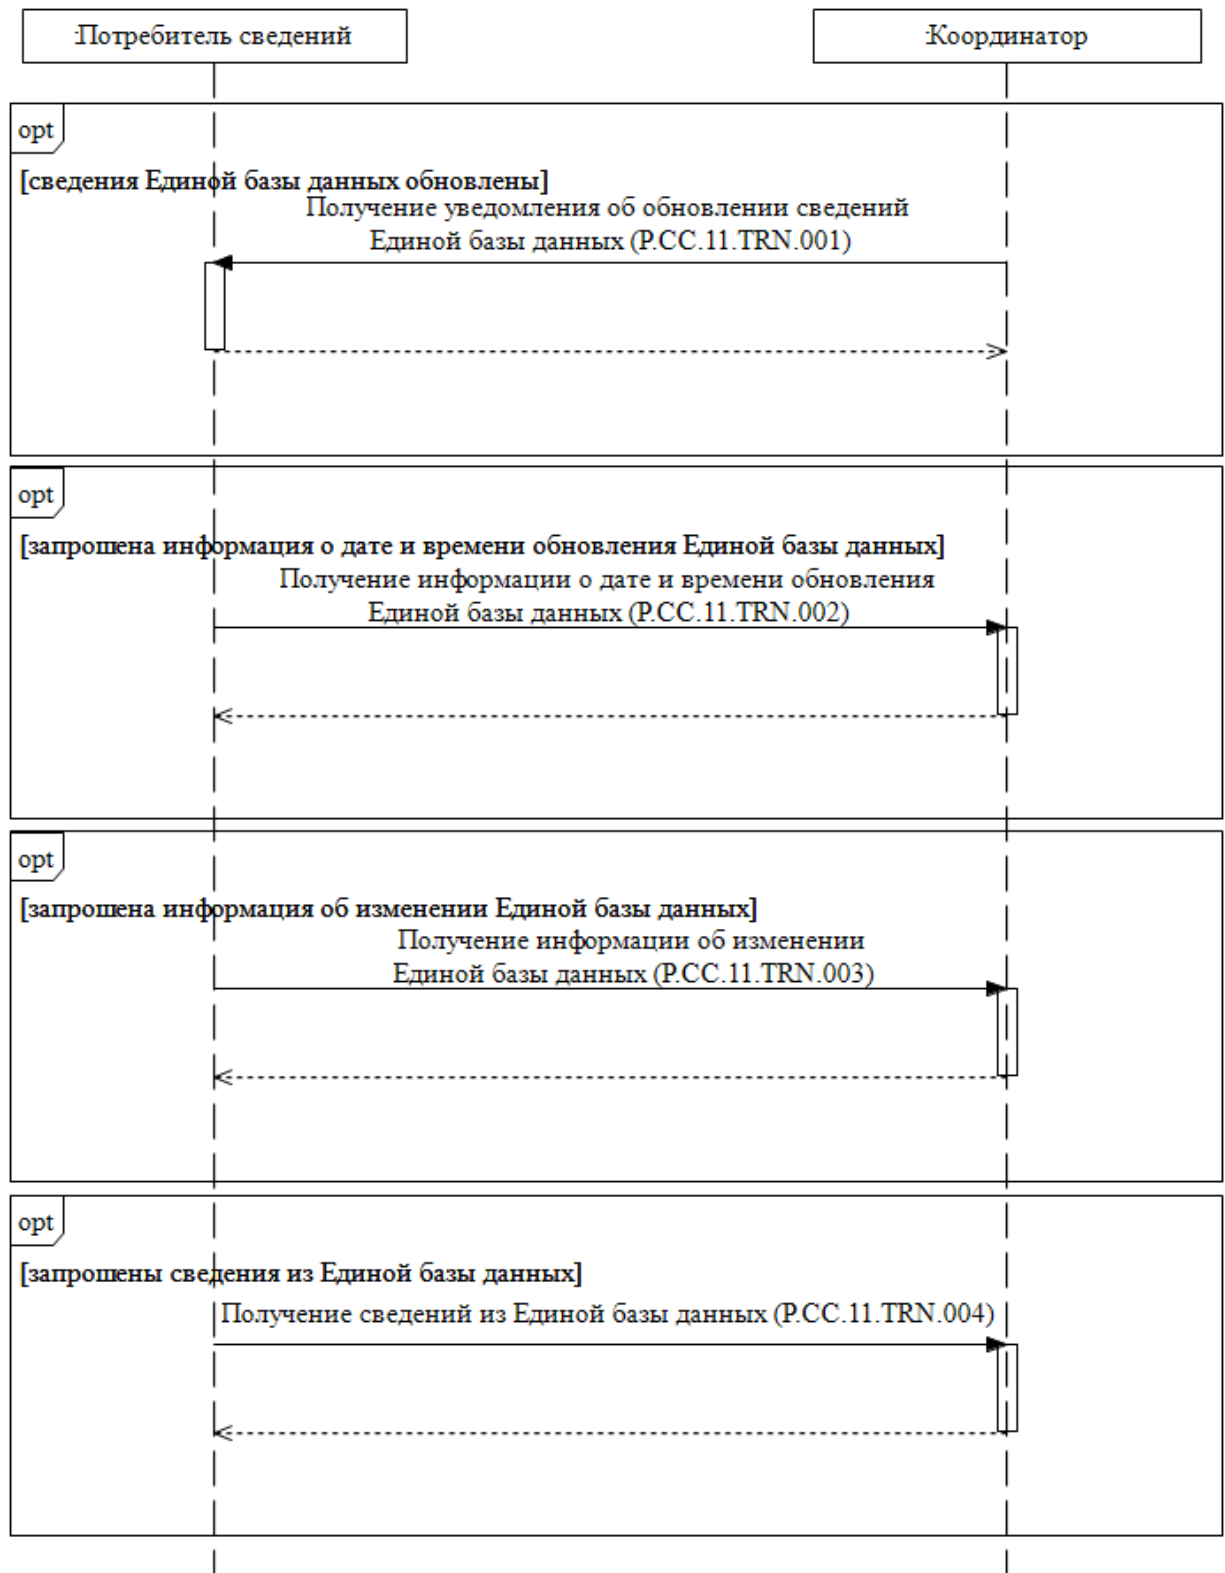 :Потребитель сведений
:Координатор
opt
[сведения Единой базы данных обновлены]
Получение уведомления об обновлении сведений
Единой базы данных (P.CC.11.TRN.001)
opt
[запрошена информация о дате и времени обновления Единой базы данных]
Получение информации о дате и времени обновления
Единой базы данных (P.CC.11.TRN.002)
opt
[запрошена информация об изменении Единой базы данных]
Получение информации об изменении
Единой базы данных (P.CC.11.TRN.003)
opt
[запрошены сведения из Единой базы данных]
Получение сведений из Единой базы данных (P.CC.11.TRN.004)